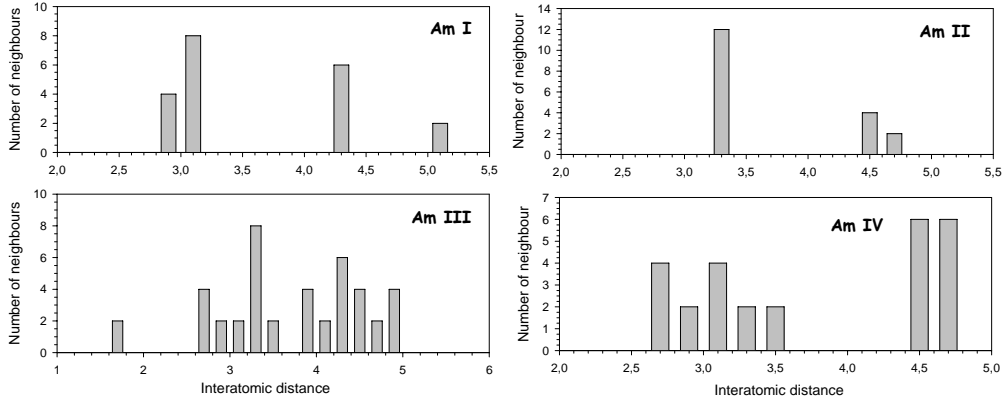 Number of neighbours
10
8
6
4
2
0
Am I
2,0 2,5 3,0 3,5 4,0 4,5 5,0 5,5
Number of neighbour
14
12
10
8
6
4
2
0
Am II
2,0 2,5 3,0 3,5 4,0 4,5 5,0 5,5
Number of neighbours
10
8
6
4
2
0
Am III
1 2 3 4 5 6
Interatomic distance
Number of neighbour
7
6
5
4
3
2
1
0
Am IV
2,0 2,5 3,0 3,5 4,0 4,5 5,0
Interatomic distance